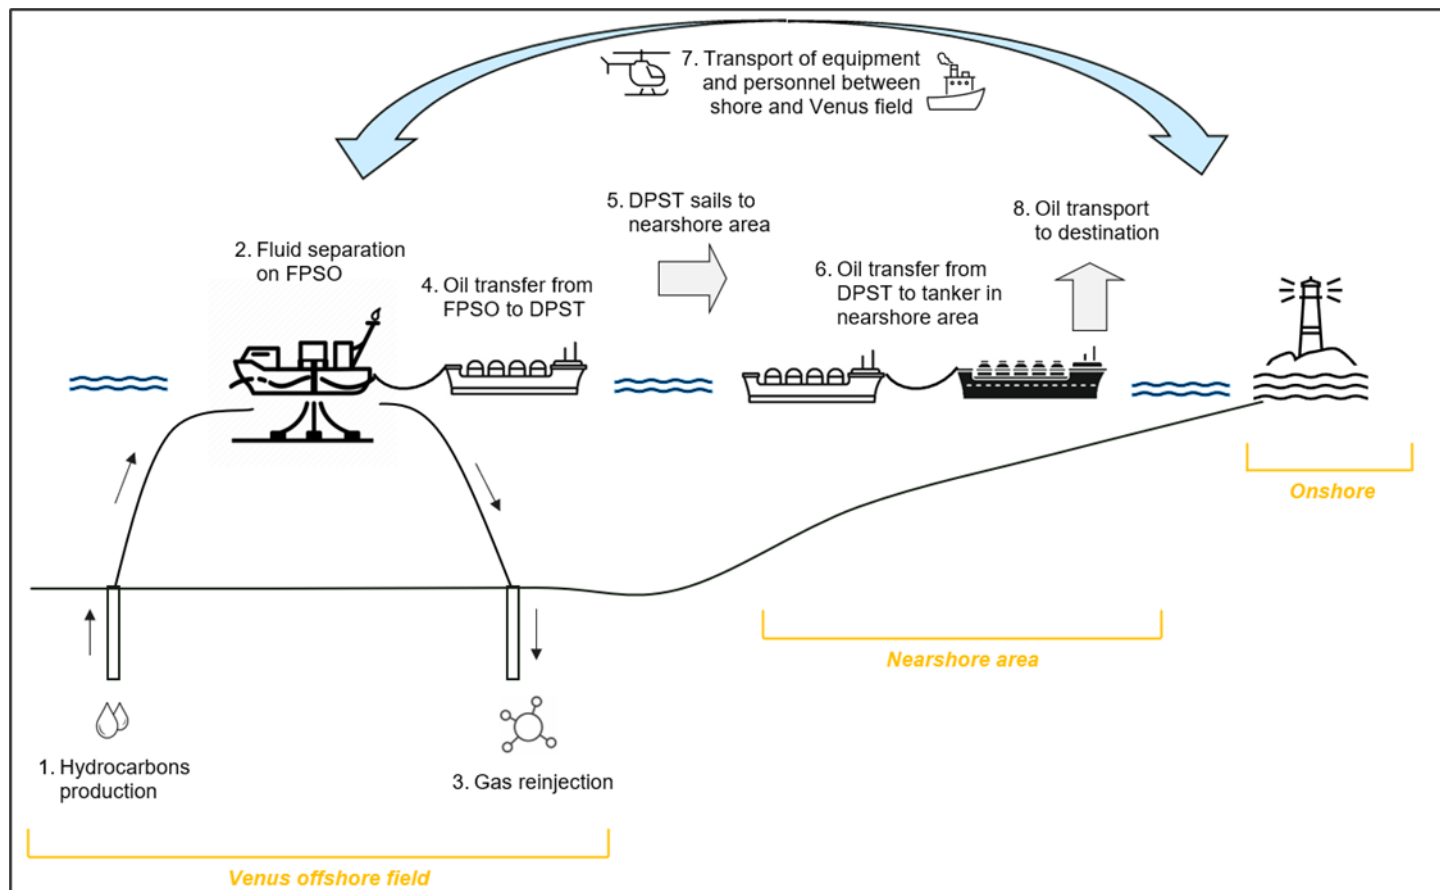 7. Transport of equipment
and personnel between
shore and Venus field
5. DPST sails to
nearshore area
8. Oil transport
to destination
2. Fluid separation
on FPSO
4. Oil transfer from
FPSO to DPST
6. Oil transfer from
DPST to tanker in
nearshore area
Onshore
Nearshore area
1. Hydrocarbons
production
3. Gas reinjection
Venus offshore field